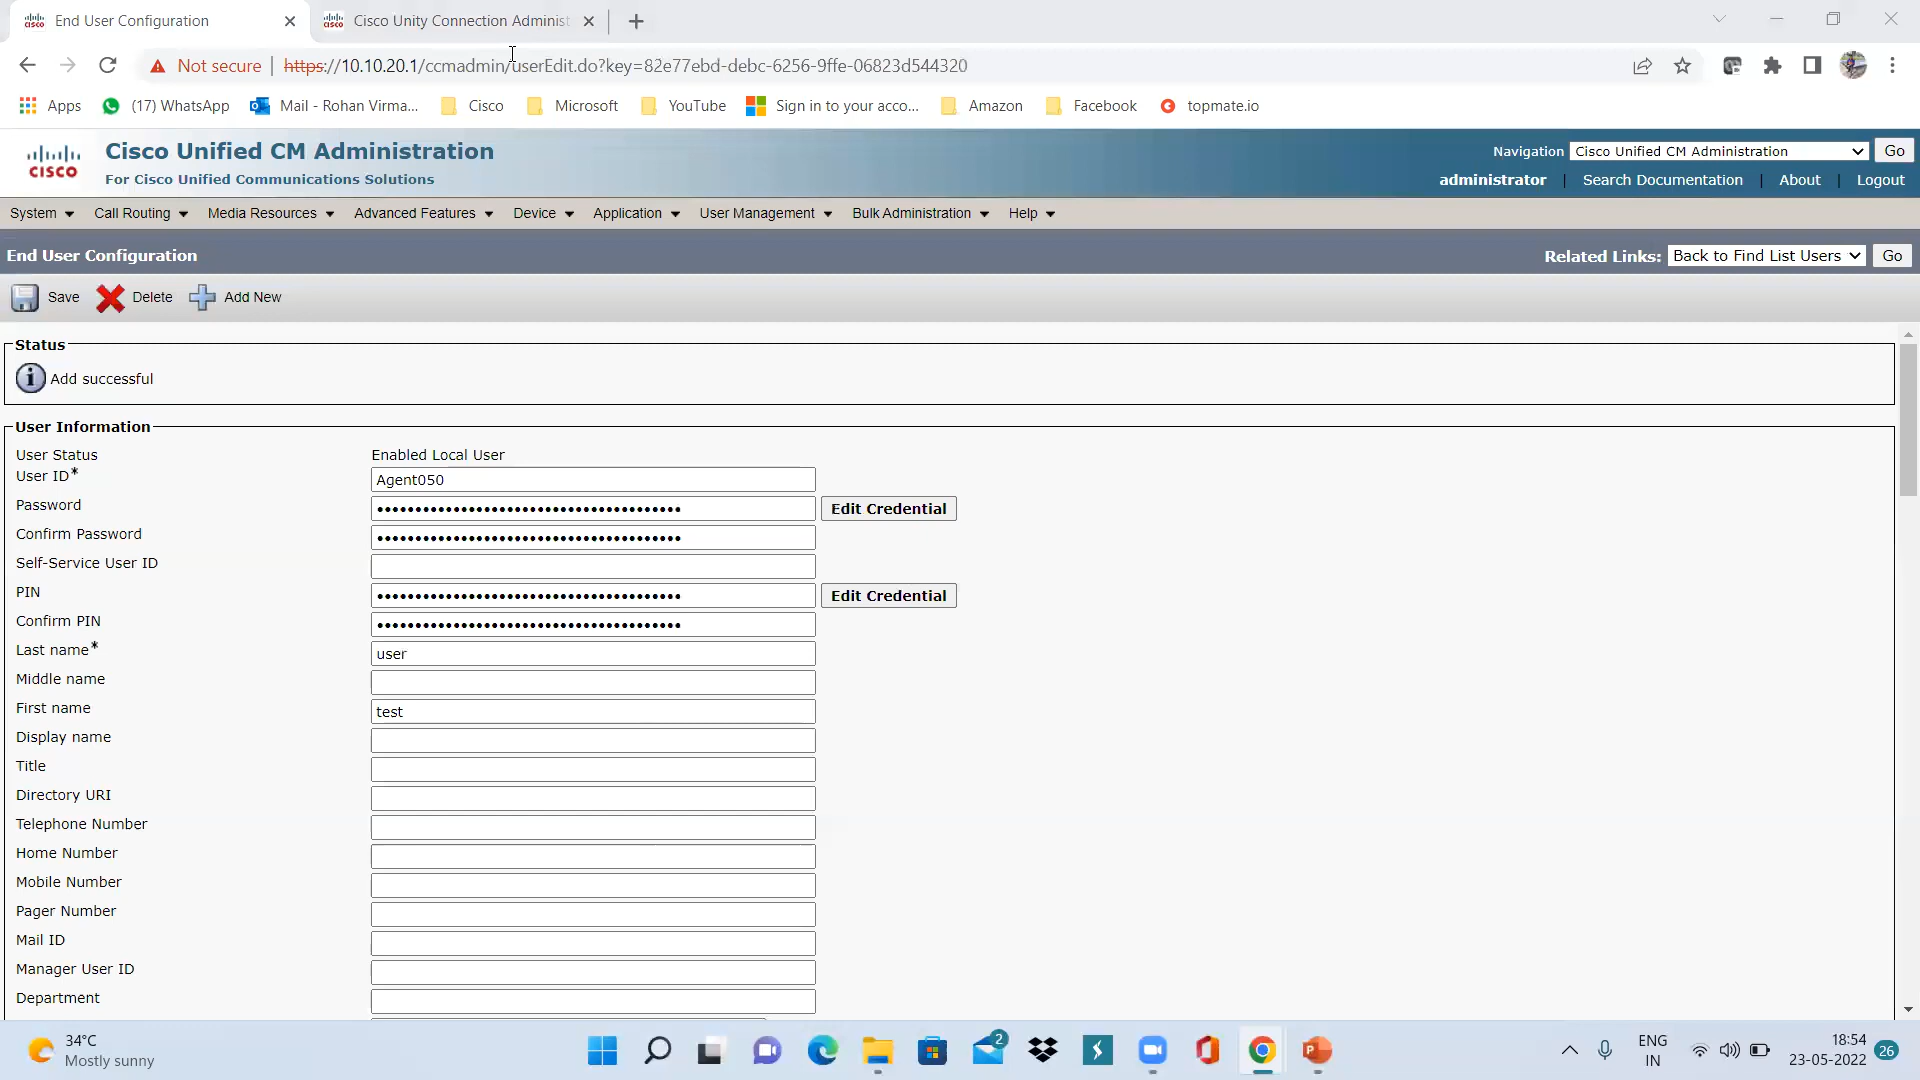 End User Configuration
Cisco Unity Connection Administ
Not secure | https://10.10.20.1/ccmadmin/userEdit.do?key=82e77ebd-debc-6256-9ffe-06823d544320
Apps
(17) WhatsApp
Mail - Rohan Virma...
Cisco
Microsoft
YouTube
Sign in to your acco...
Amazon
Facebook
topmate.io
CISCO
Cisco Unified CM Administration
For Cisco Unified Communications Solutions
Navigation Cisco Unified CM Administration Go
administrator | Search Documentation | About | Logout
System Call Routing Media Resources Advanced Features Device Application User Management Bulk Administration Help
End User Configuration
Related Links: Back to Find List Users Go
Save Delete Add New
Status
Add successful
User Information
User Status Enabled Local User
User ID* Agent050
Password Edit Credential
Confirm Password
Self-Service User ID
PIN Edit Credential
Confirm PIN
Last name* user
Middle name
First name test
Display name
Title
Directory URI
Telephone Number
Home Number
Mobile Number
Pager Number
Mail ID
Manager User ID
Department
34°C
Mostly sunny
2
ENG
IN
18:54
23-05-2022
26